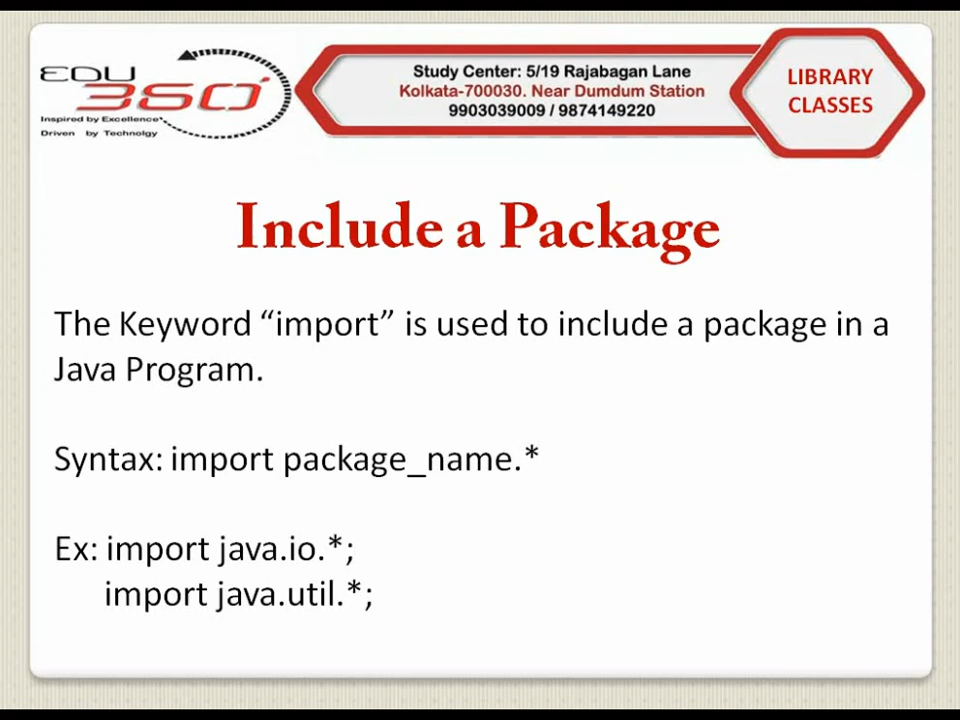 EDU
360
Inspired by Excellence
Driven by Technolgy
Study Center: 5/19 Rajabagan Lane
Kolkata-700030. Near Dumdum Station
9903039009 / 9874149220
LIBRARY
CLASSES
Include a Package
The Keyword “import” is used to include a package in a
Java Program.
Syntax: import package_name.*
Ex: import java.io.*;
import java.util.*;